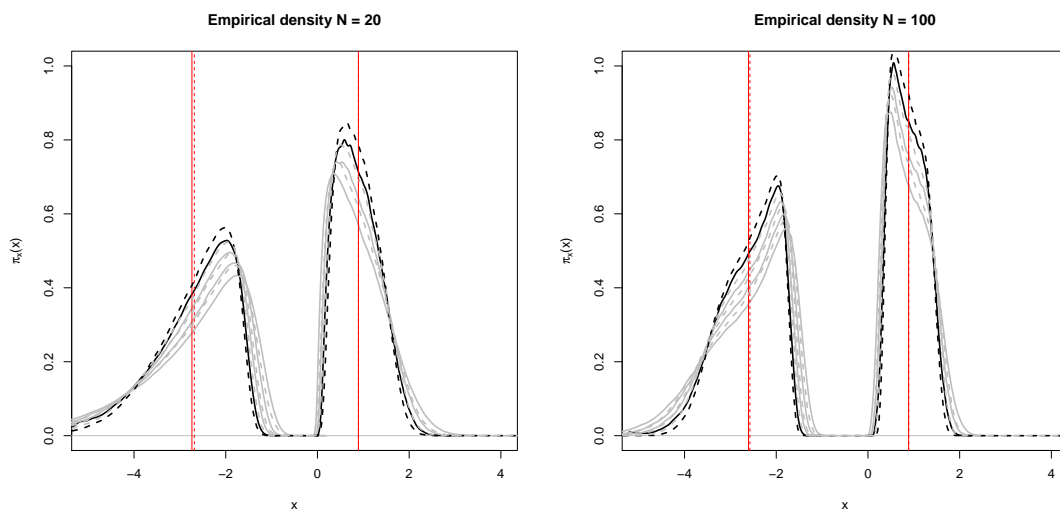 Empirical density N = 20
π_x(x)
0.0 0.2 0.4 0.6 0.8 1.0
−4 −2 0 2 4
x
Empirical density N = 100
π_x(x)
0.0 0.2 0.4 0.6 0.8 1.0
−4 −2 0 2 4
x